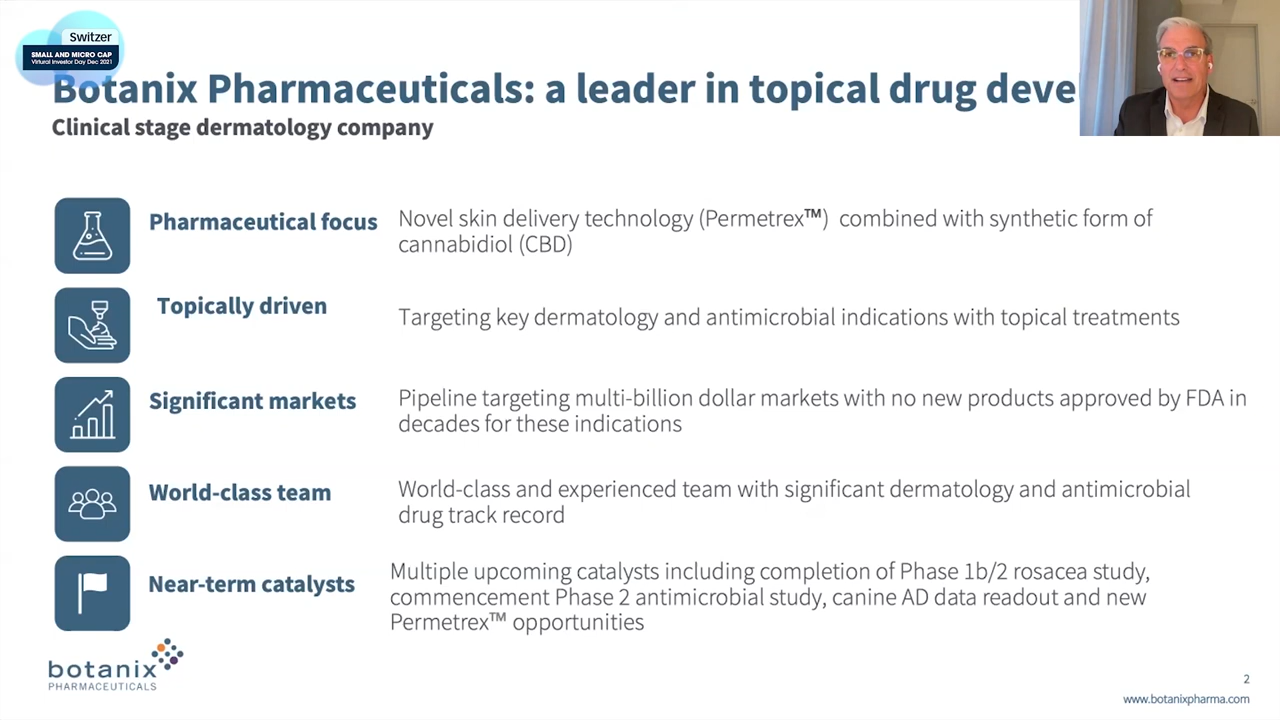 Switzer
SMALL AND MICRO CAP
Virtural Investor Day Dec 2021
Botanix Pharmaceuticals: a leader in topical drug deve
Clinical stage dermatology company
Pharmaceutical focus
Novel skin delivery technology (Permetrex™) combined with synthetic form of
cannabidiol (CBD)
Topically driven
Targeting key dermatology and antimicrobial indications with topical treatments
Significant markets
Pipeline targeting multi-billion dollar markets with no new products approved by FDA in
decades for these indications
World-class team
World-class and experienced team with significant dermatology and antimicrobial
drug track record
Near-term catalysts
Multiple upcoming catalysts including completion of Phase 1b/2 rosacea study,
commencement Phase 2 antimicrobial study, canine AD data readout and new
Permetrex™ opportunities
botanix
PHARMACEUTICALS
2
www.botanixpharma.com